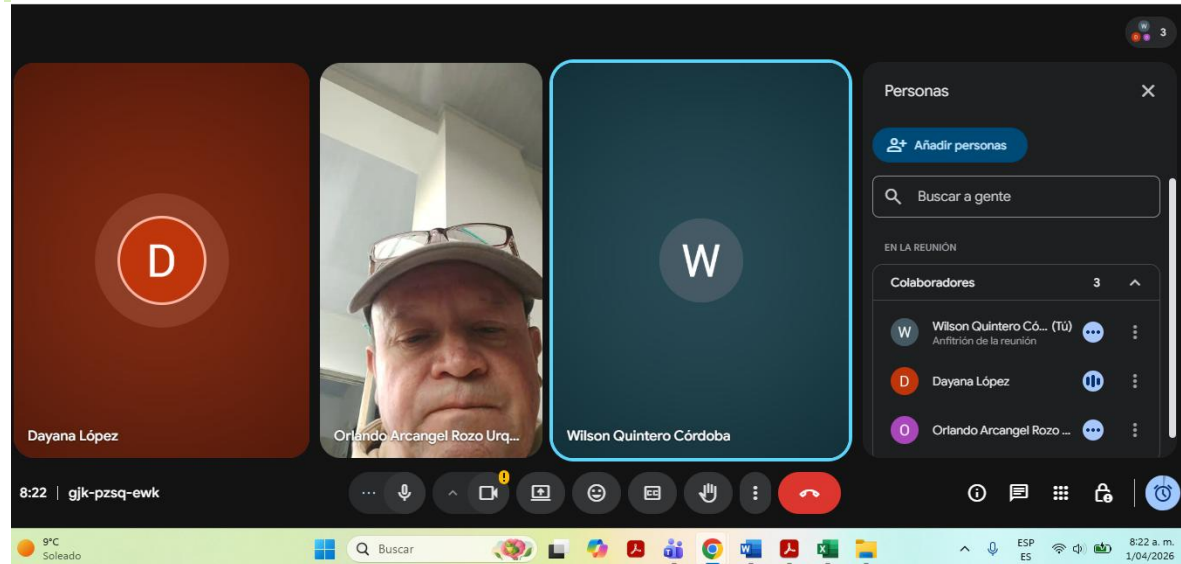 W
D
3
D
Dayana López
Orlando Arcangel Rozo Urq...
W
Wilson Quintero Córdoba
Personas
Añadir personas
Buscar a gente
EN LA REUNIÓN
Colaboradores 3
W Wilson Quintero Có... (Tú)
Anfitrión de la reunión
D Dayana López
O Orlando Arcangel Rozo ...
8:22 | gjk-pzsq-ewk
CC
9°C
Soleado
Buscar
ESP
ES
8:22 a. m.
1/04/2026